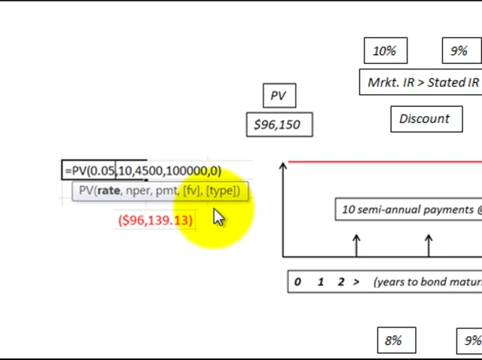 10% 9%
Mrkt. IR > Stated IR
PV
Discount
$96,150
=PV(0.05,10,4500,100000,0)
PV(rate, nper, pmt, [fv], [type])
10 semi-annual payments @
($96,139.13)
0 1 2 > (years to bond matur
8% 9%